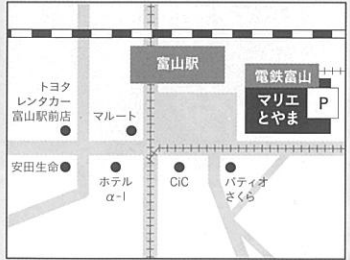 富山駅
電鉄富山
マリエ
とやま
P
トヨタ
レンタカー
富山駅前店
マルート
安田生命
ホテル
α-1
CiC
パティオ
さくら